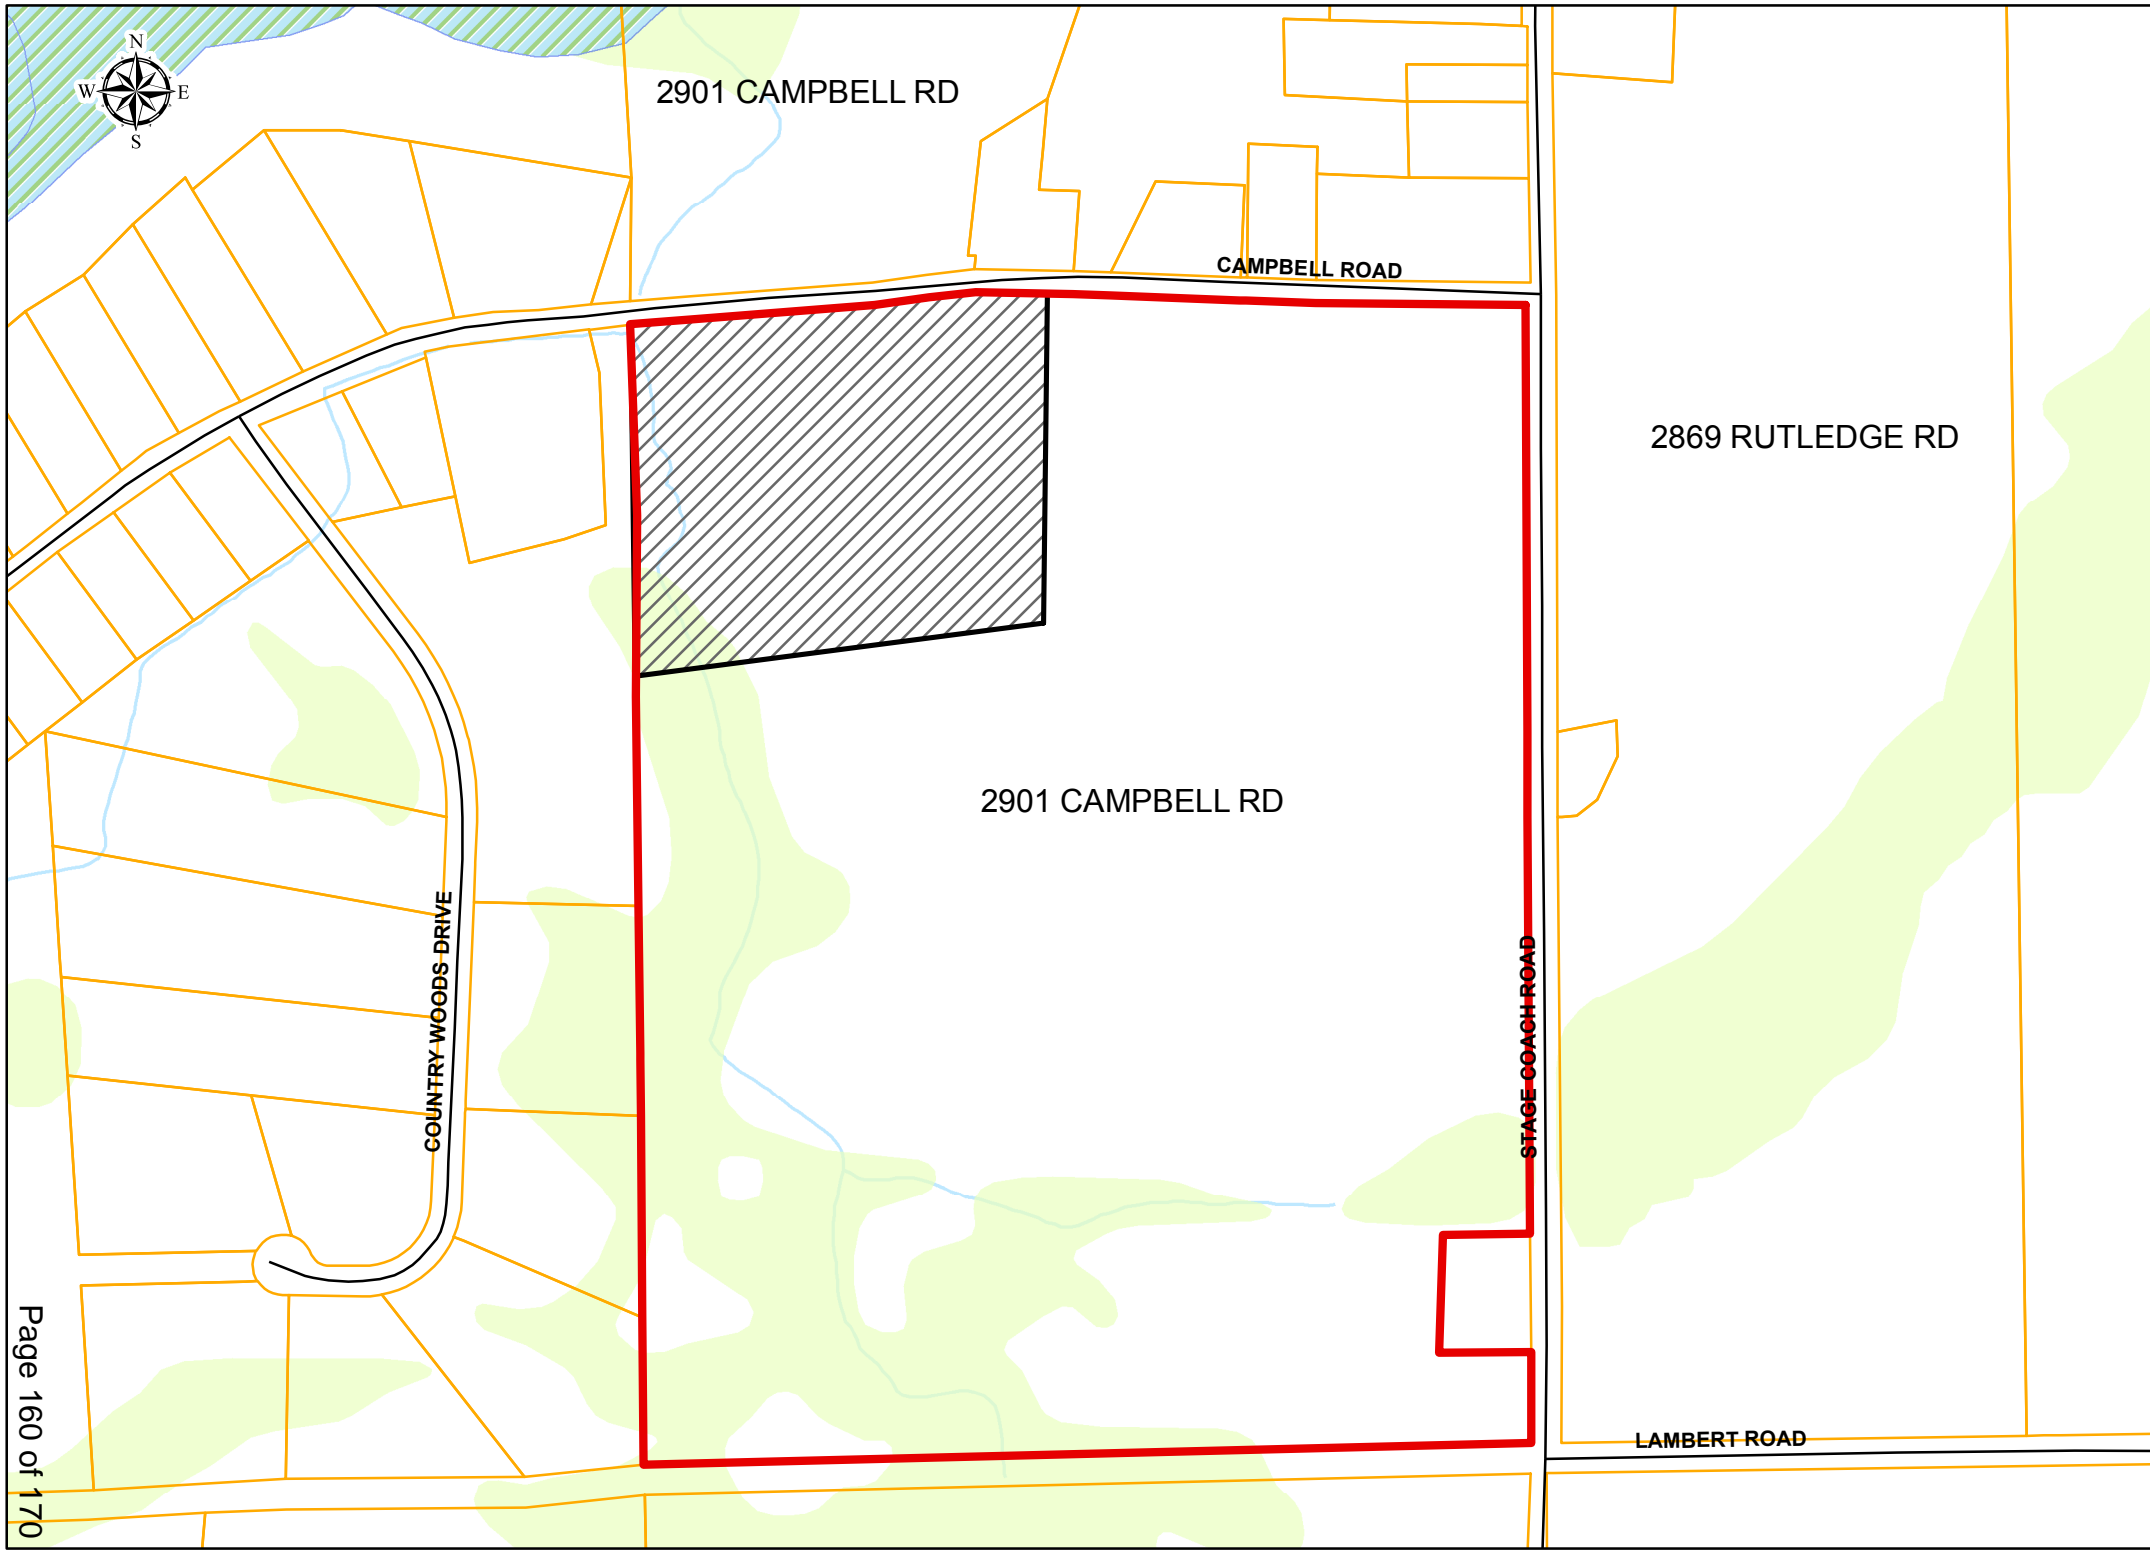 N
W E
S
2901 CAMPBELL RD
CAMPBELL ROAD
2869 RUTLEDGE RD
2901 CAMPBELL RD
COUNTRY WOODS DRIVE
STAGE COACH ROAD
LAMBERT ROAD
Page 160 of 170